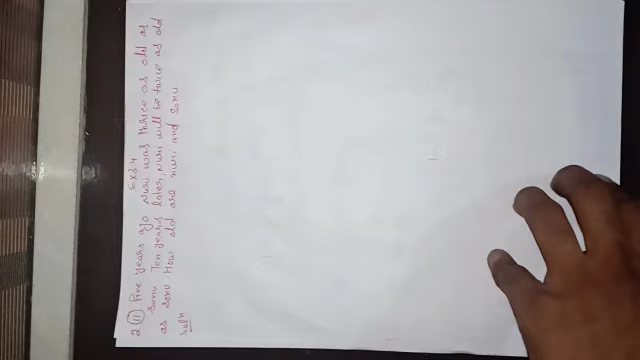 Ex 3.4
2 (ii) Five years ago Nuri was thrice as old as
sonu Ten years later, Nuri will be twice as old
as sonu. How old are nuri and sonu.
Solⁿ